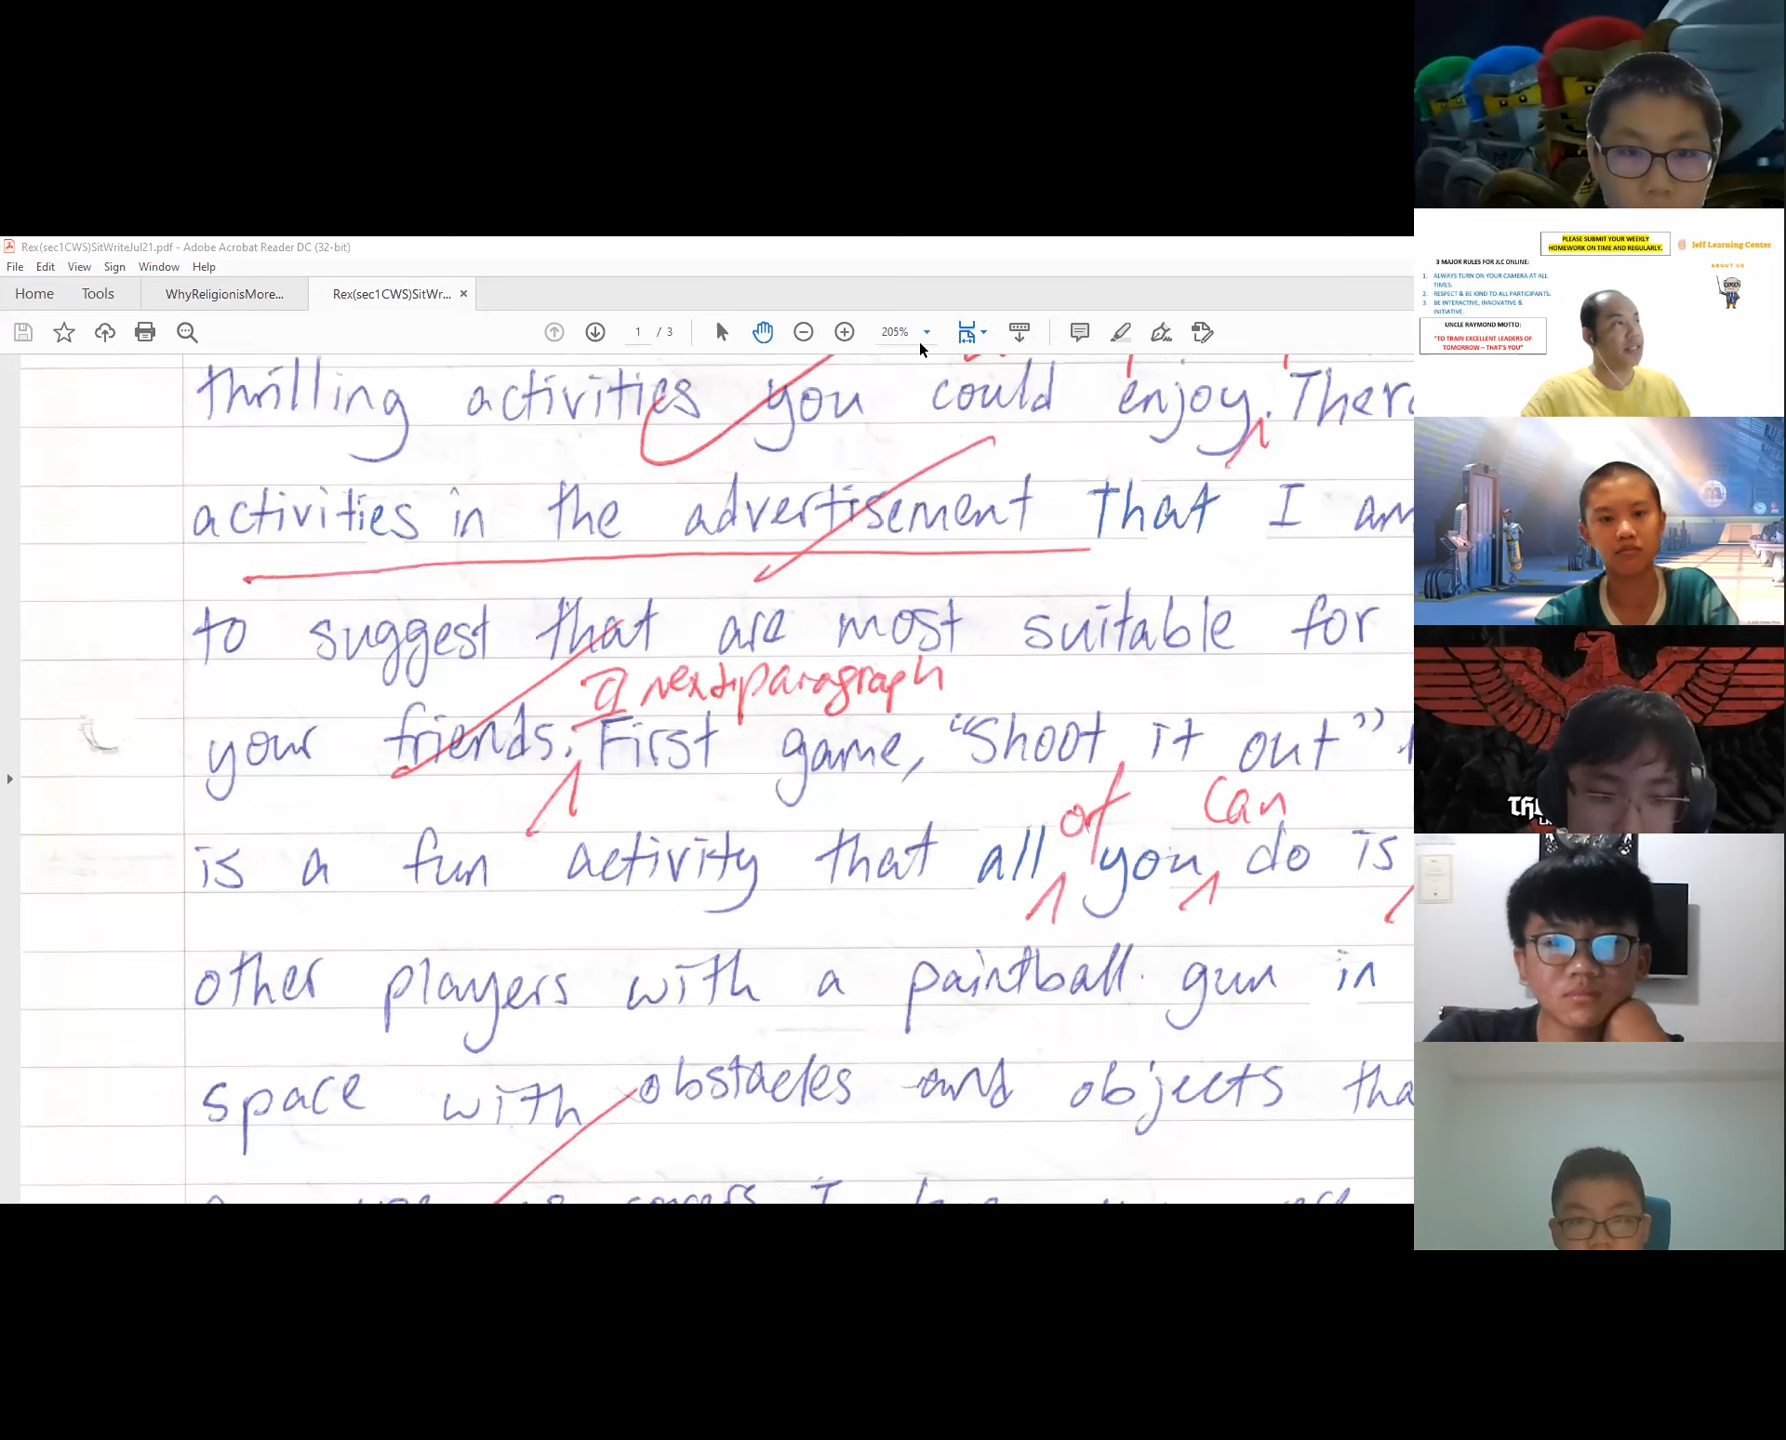 Rex(sec1CWS)SitWriteJul21.pdf - Adobe Acrobat Reader DC (32-bit)
File Edit View Sign Window Help
Home Tools WhyReligionisMore... Rex(sec1CWS)SitWr... ×
1 / 3 205%
thrilling activities you could enjoy. Ther
activities in the advertisement that I am
to suggest that are most suitable for
next paragraph
your friends. First game, "Shoot it out"
of can
is a fun activity that all you do is
other players with a paintball gun in
space with obstacles and objects tha
PLEASE SUBMIT YOUR WEEKLY
HOMEWORK ON TIME AND REGULARLY.
Jeff Learning Center
ABOUT US
3 MAJOR RULES FOR JLC ONLINE:
1. ALWAYS TURN ON YOUR CAMERA AT ALL
TIMES.
2. RESPECT & BE KIND TO ALL PARTICIPANTS.
3. BE INTERACTIVE, INNOVATIVE &
INITIATIVE.
UNCLE RAYMOND MOTTO:
"TO TRAIN EXCELLENT LEADERS OF
TOMORROW – THAT'S YOU"